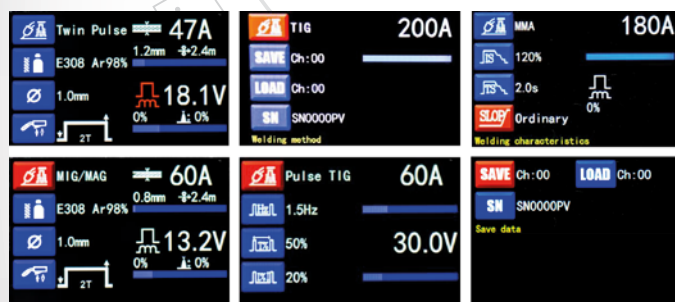 Twin Pulse 47A
1.2mm 2.4m
E308 Ar98%
1.0mm 18.1V
0% : 0%
2T
TIG 200A
SAVE Ch:00
LOAD Ch:00
SN SN0000PV
Welding method
MMA 180A
120%
2.0s
0%
SLOP Ordinary
Welding characteristics
MIG/MAG 60A
0.8mm 2.4m
E308 Ar98%
1.0mm 13.2V
0% : 0%
2T
Pulse TIG 60A
1.5Hz
50% 30.0V
20%
SAVE Ch:00 LOAD Ch:00
SN SN0000PV
Save data